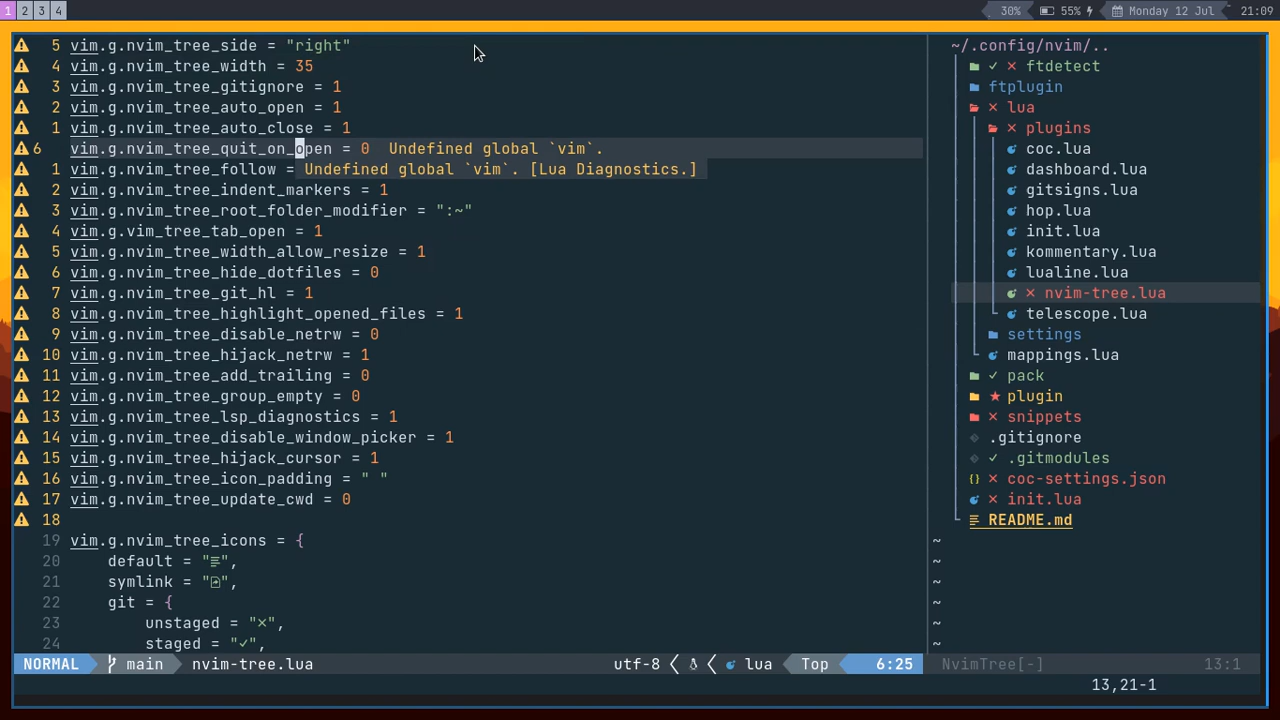 1 2 3 4 30% 55% Monday 12 Jul 21:09
5 vim.g.nvim_tree_side = "right"
4 vim.g.nvim_tree_width = 35
3 vim.g.nvim_tree_gitignore = 1
2 vim.g.nvim_tree_auto_open = 1
1 vim.g.nvim_tree_auto_close = 1
6 vim.g.nvim_tree_quit_on_open = 0 Undefined global `vim`.
1 vim.g.nvim_tree_follow = Undefined global `vim`. [Lua Diagnostics.]
2 vim.g.nvim_tree_indent_markers = 1
3 vim.g.nvim_tree_root_folder_modifier = ":~"
4 vim.g.vim_tree_tab_open = 1
5 vim.g.nvim_tree_width_allow_resize = 1
6 vim.g.nvim_tree_hide_dotfiles = 0
7 vim.g.nvim_tree_git_hl = 1
8 vim.g.nvim_tree_highlight_opened_files = 1
9 vim.g.nvim_tree_disable_netrw = 0
10 vim.g.nvim_tree_hijack_netrw = 1
11 vim.g.nvim_tree_add_trailing = 0
12 vim.g.nvim_tree_group_empty = 0
13 vim.g.nvim_tree_lsp_diagnostics = 1
14 vim.g.nvim_tree_disable_window_picker = 1
15 vim.g.nvim_tree_hijack_cursor = 1
16 vim.g.nvim_tree_icon_padding = " "
17 vim.g.nvim_tree_update_cwd = 0
18
19 vim.g.nvim_tree_icons = {
20 default = "",
21 symlink = "",
22 git = {
23 unstaged = "✕",
24 staged = "✓",
~/.config/nvim/..
✓ ✕ ftdetect
ftplugin
✕ lua
✕ plugins
coc.lua
dashboard.lua
gitsigns.lua
hop.lua
init.lua
kommentary.lua
lualine.lua
✕ nvim-tree.lua
telescope.lua
settings
mappings.lua
✓ pack
★ plugin
✕ snippets
.gitignore
✓ .gitmodules
{} ✕ coc-settings.json
✕ init.lua
README.md
~
~
~
~
~
~
NORMAL main nvim-tree.lua utf-8 lua Top 6:25
NvimTree[-] 13:1
13,21-1